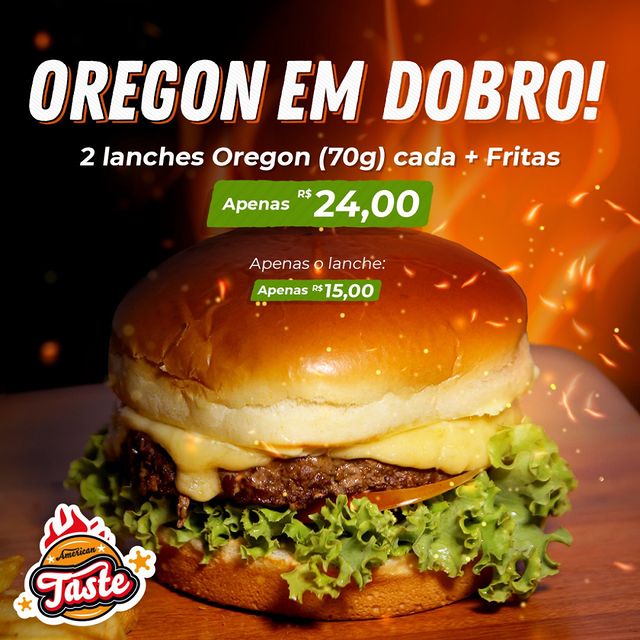 OREGON EM DOBRO!
2 lanches Oregon (70g) cada + Fritas
Apenas R$ 24,00
Apenas o lanche:
Apenas R$ 15,00
American
Taste